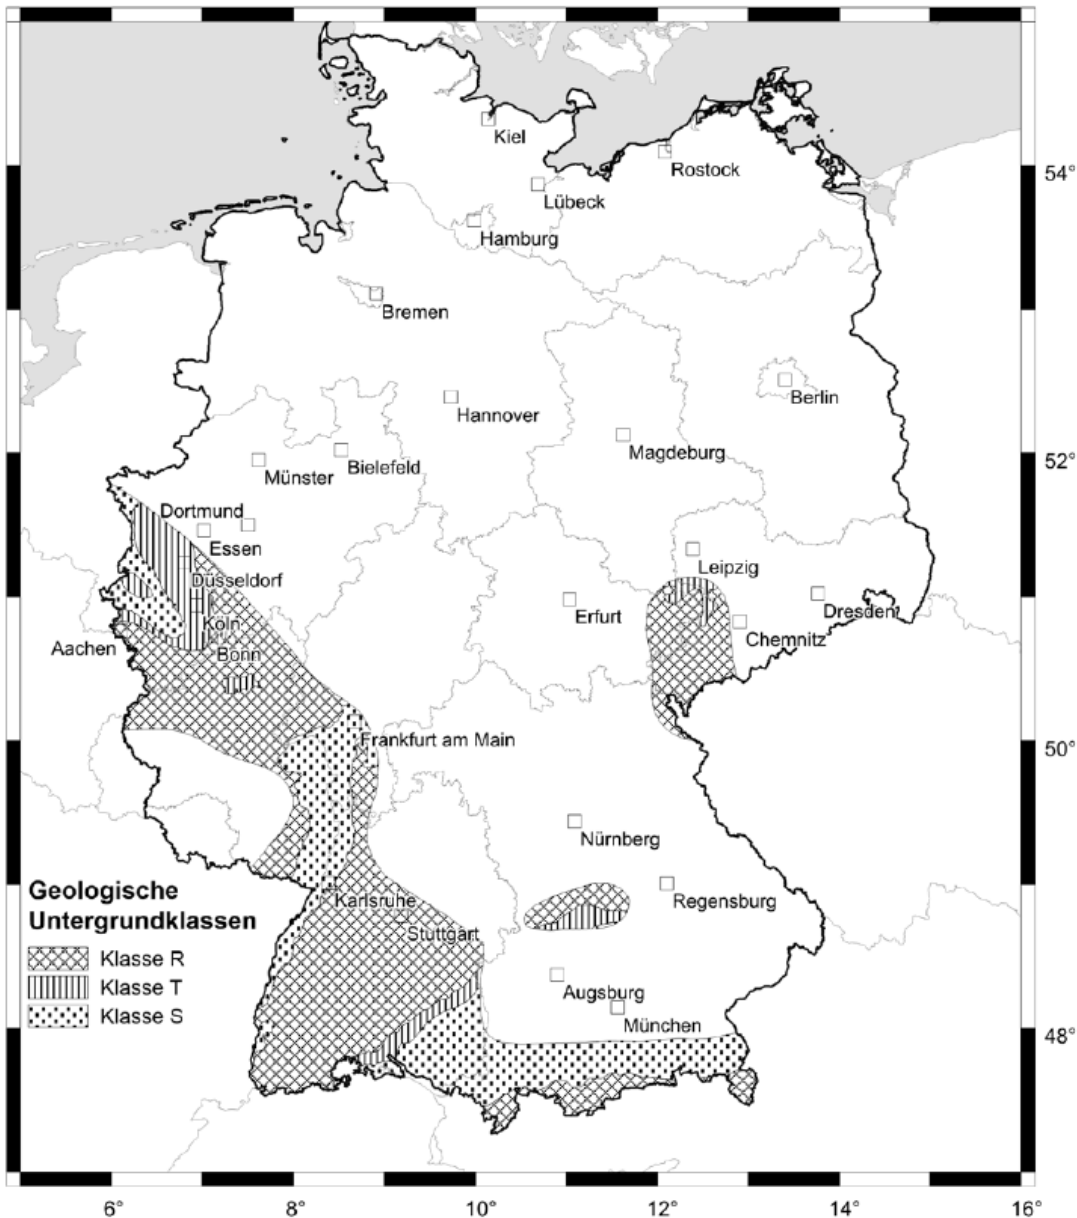 Kiel
Rostock
54°
Lübeck
Hamburg
Bremen
Berlin
Hannover
Magdeburg
52°
Bielefeld
Münster
Dortmund
Essen
Leipzig
Düsseldorf
Dresden
Erfurt
Köln
Chemnitz
Aachen
Bonn
Frankfurt am Main
50°
Nürnberg
Geologische
Untergrundklassen
Karlsruhe
Regensburg
Stuttgart
Klasse R
Klasse T
Klasse S
Augsburg
München
48°
6°
8°
10°
12°
14°
16°